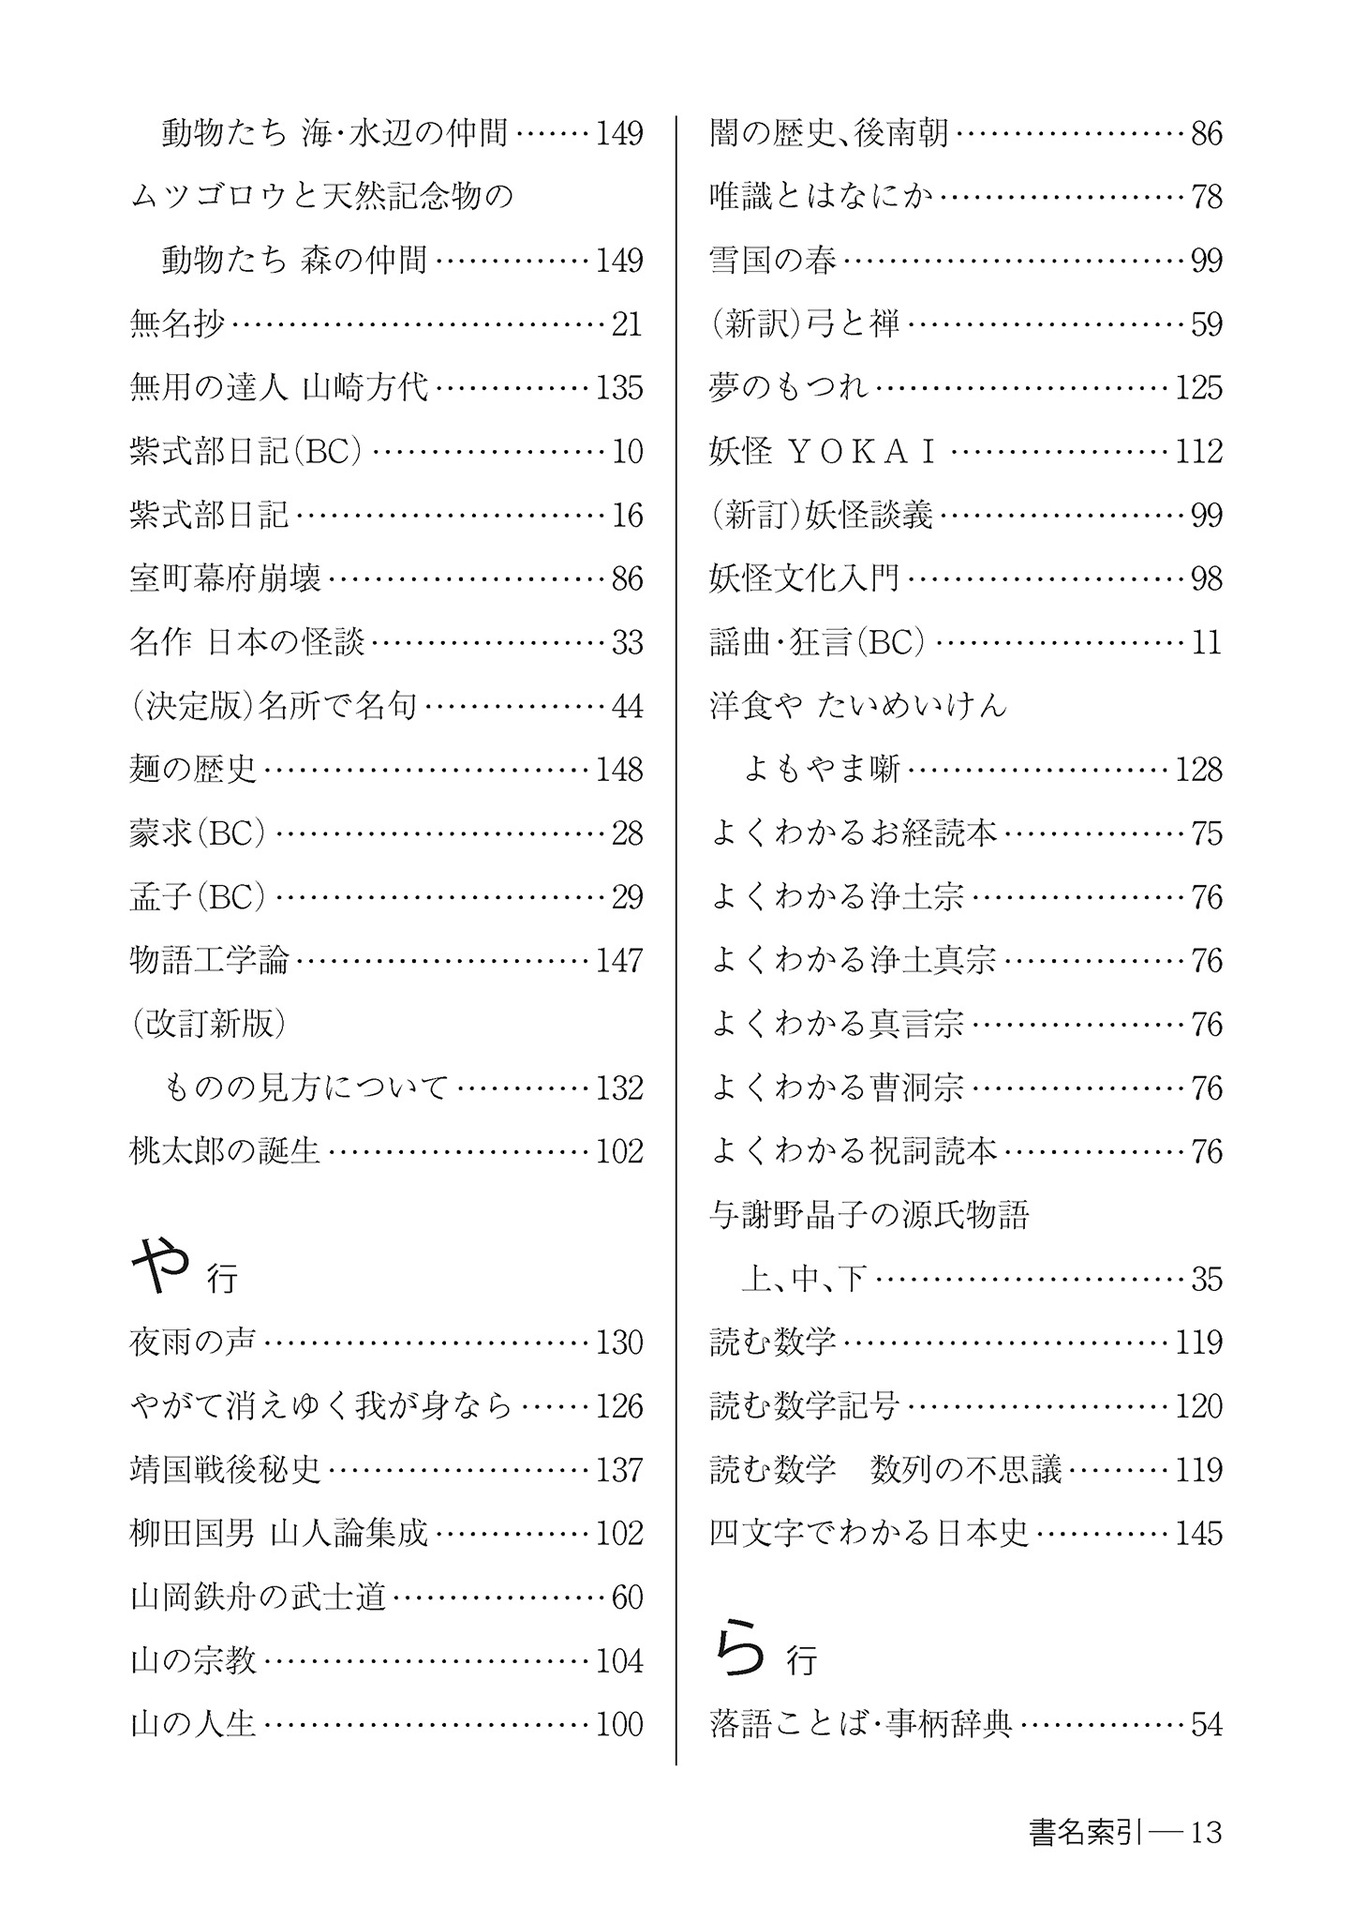 動物たち 海・水辺の仲間……149
ムツゴロウと天然記念物の
動物たち 森の仲間……………149
無名抄………………………………21
無用の達人 山崎方代……………135
紫式部日記(BC)…………………10
紫式部日記…………………………16
室町幕府崩壊………………………86
名作 日本の怪談…………………33
(決定版)名所で名句………………44
麺の歴史……………………………148
蒙求(BC)…………………………28
孟子(BC)…………………………29
物語工学論…………………………147
(改訂新版)
ものの見方について…………132
桃太郎の誕生………………………102
や 行
夜雨の声……………………………130
やがて消えゆく我が身なら……126
靖国戦後秘史………………………137
柳田国男 山人論集成……………102
山岡鉄舟の武士道…………………60
山の宗教……………………………104
山の人生……………………………100
闇の歴史、後南朝…………………86
唯識とはなにか……………………78
雪国の春……………………………99
(新訳)弓と禅………………………59
夢のもつれ…………………………125
妖怪 YOKAI…………………112
(新訂)妖怪談義……………………99
妖怪文化入門………………………98
謡曲・狂言(BC)……………………11
洋食や たいめいけん
よもやま噺……………………128
よくわかるお経読本………………75
よくわかる浄土宗…………………76
よくわかる浄土真宗………………76
よくわかる真言宗…………………76
よくわかる曹洞宗…………………76
よくわかる祝詞読本………………76
与謝野晶子の源氏物語
上、中、下…………………………35
読む数学……………………………119
読む数学記号………………………120
読む数学　数列の不思議………119
四文字でわかる日本史…………145
ら 行
落語ことば・事柄辞典……………54
書名索引―13